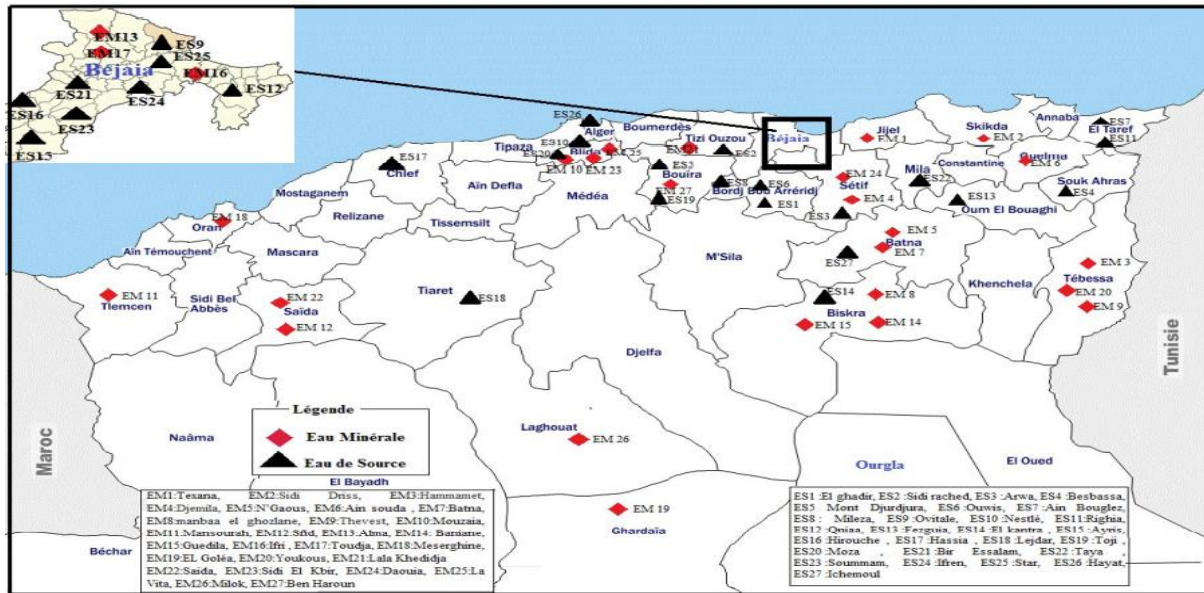 EM13
ES9
EM17
ES25
Béjaia
EM16
ES21
ES24
ES12
ES16
ES23
ES15
ES26
Alger
Boumerdès
Tizi Ouzou
Béjaia
Jijel
EM 1
Skikda
EM 2
Annaba
ES7
El Taref
ES11
Tipaza
ES10
ES20
Blida
EM 25
EM 10
EM 23
EM21
ES2
ES5
Bouira
EM 27
ES19
ES8
ES6
Bordj Bou Arréridj
ES1
EM 24
Sétif
EM 4
ES3
Mila
ES22
Constantine
Guelma
EM 6
Souk Ahras
ES4
ES13
Oum El Bouaghi
ES17
Chlef
Aïn Defla
Médéa
Mostaganem
Relizane
Tissemsilt
EM 18
Oran
Aïn Témouchent
Mascara
EM 5
Batna
EM 7
ES27
M'Sila
Khenchela
EM 3
Tébessa
EM 20
EM 9
EM 11
Tlemcen
Sidi Bel
Abbès
EM 22
Saïda
EM 12
Tiaret
ES18
ES14
EM 8
Biskra
EM 15
EM 14
Djelfa
Tunisie
Maroc
Naâma
Légende
Eau Minérale
Eau de Source
Laghouat
EM 26
Ourgla
El Oued
El Bayadh
EM 19
Ghardaïa
Béchar
EM1:Texana, EM2:Sidi Driss, EM3:Hammamet,
EM4:Djemila, EM5:N'Gaous, EM6:Ain souda , EM7:Batna,
EM8:manbaa el ghozlane, EM9:Thevest, EM10:Mouzaia,
EM11:Mansourah, EM12:Sfid, EM13:Alma, EM14: Baniane,
EM15:Guedila, EM16:Ifri , EM17:Toudja, EM18:Meserghine,
EM19:EL Goléa, EM20:Youkous, EM21:Lala Khedidja
EM22:Saida, EM23:Sidi El Kbir, EM24:Daouia, EM25:La
Vita, EM26:Milok, EM27:Ben Haroun
ES1 :El ghadir, ES2 :Sidi rached, ES3 :Arwa, ES4 :Besbassa,
ES5 Mont Djurdjura, ES6 :Ouwis, ES7 :Ain Bouglez,
ES8 : Mileza, ES9 :Ovitale, ES10 :Nestlé, ES11 :Righia,
ES12 :Qniaa, ES13 :Fezguia, ES14 :El kantra , ES15 :Ayris,
ES16 :Hirouche , ES17 :Hassia , ES18 :Lejdar, ES19 :Toji ,
ES20 :Moza , ES21 :Bir Essalam, ES22 :Taya ,
ES23 :Soummam, ES24 :Ifren, ES25 :Star, ES26 :Hayat,
ES27 :Ichemoul